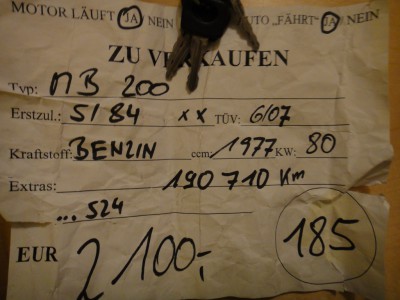 MOTOR LÄUFT JA NEIN AUTO „FÄHRT“ JA NEIN
ZU VERKAUFEN
Typ: MB 200
Erstzul.: 5/84 xx TÜV: 6/07
Kraftstoff: BENZIN ccm 1977 KW: 80
Extras: 190 710 Km
... 524
EUR 2100,- 185